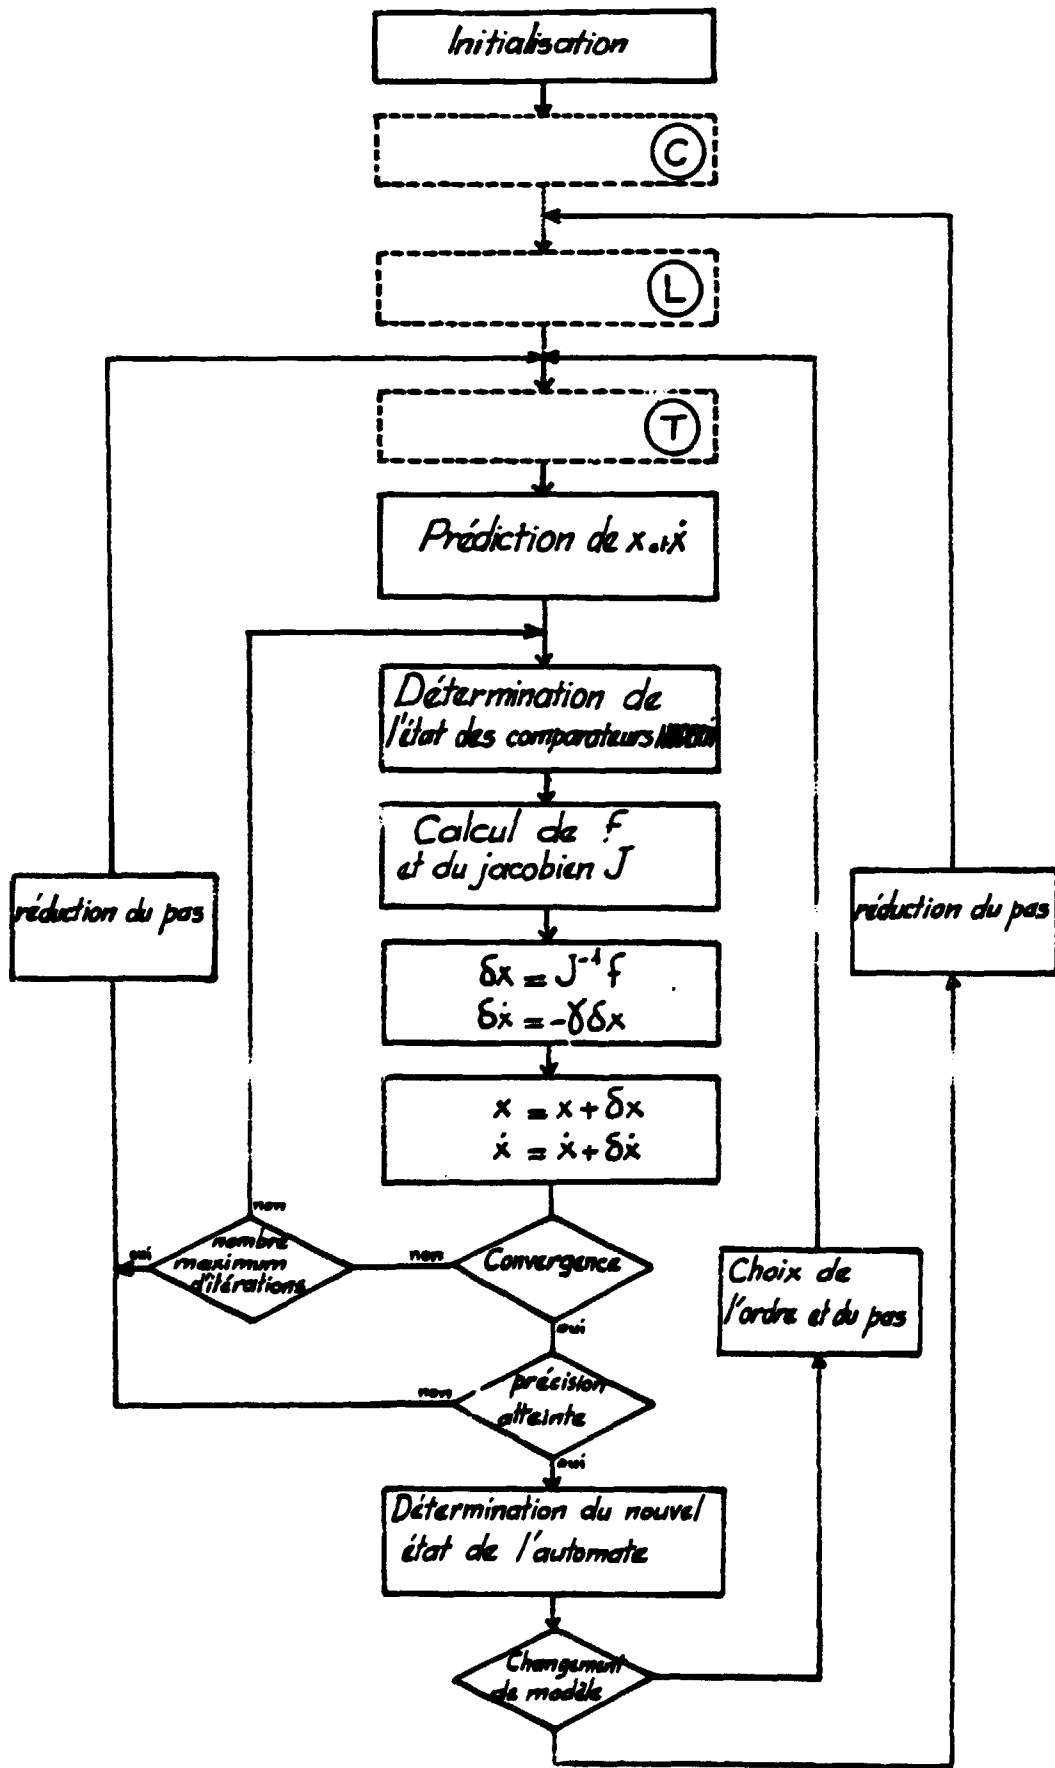 Initialisation
C
L
T
Prédiction de x et ẋ
Détermination de
l'état des comparateurs
Calcul de f
et du jacobien J
réduction du pas
réduction du pas
δx = J⁻¹ f
δẋ = -γδx
x = x + δx
ẋ = ẋ + δẋ
non
oui
nombre
maximum
d'itérations
non
Convergence
Choix de
l'ordre et du pas
oui
non
précision
atteinte
oui
Détermination du nouvel
état de l'automate
Changement
de modèle